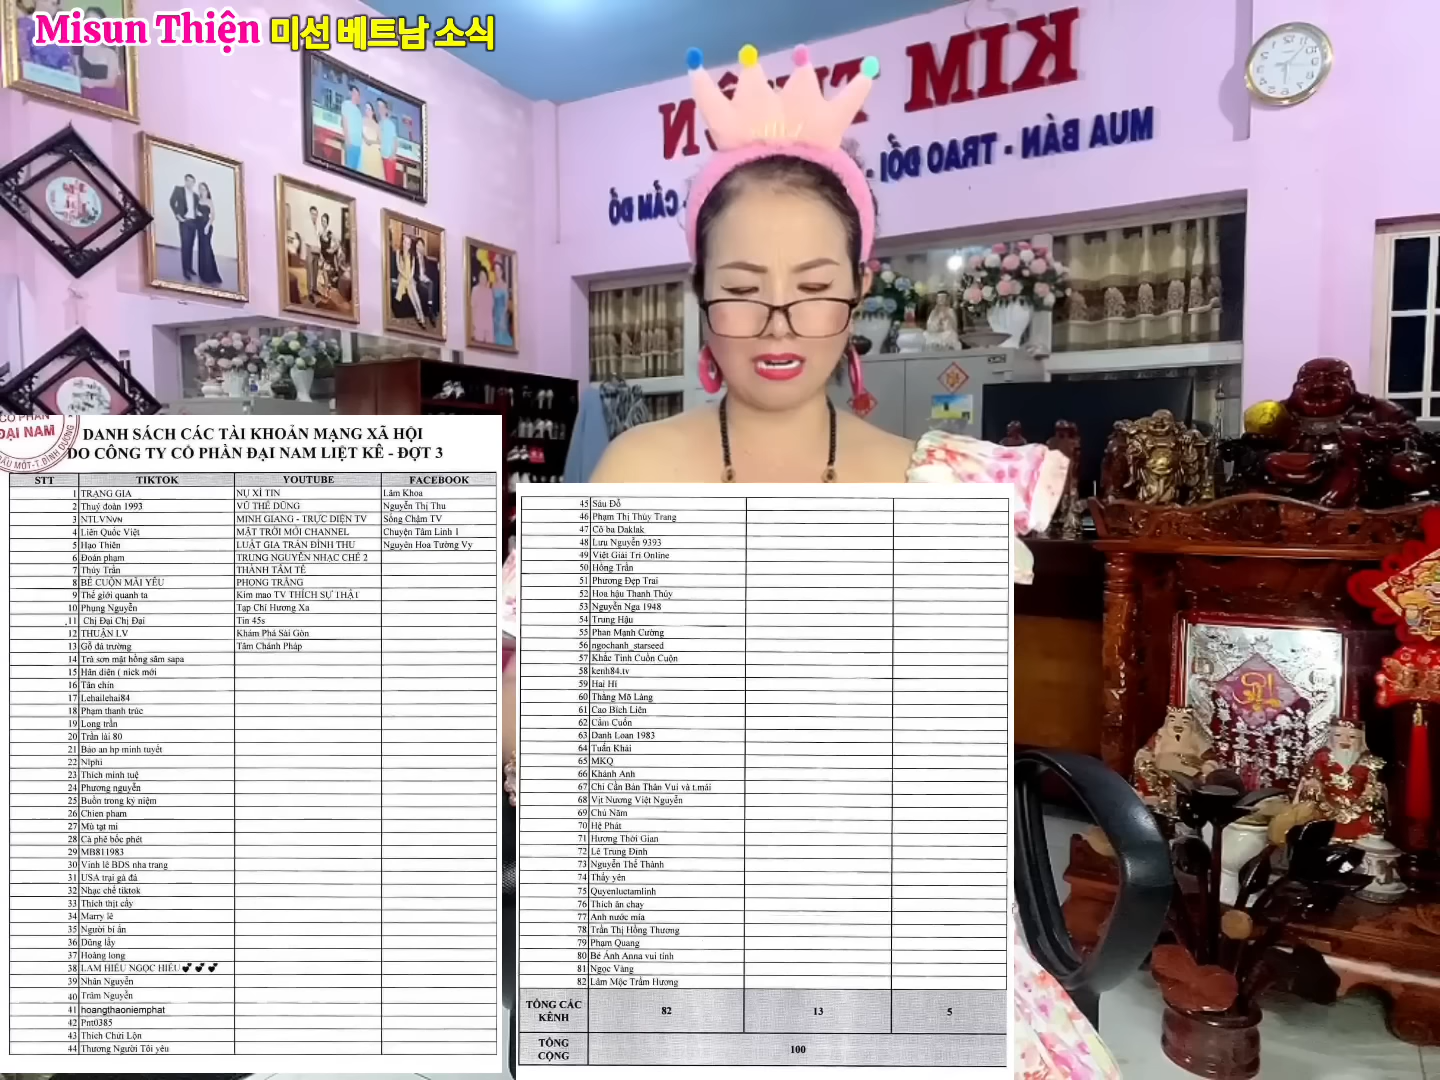 Misun Thiện 미선 베트남 소식
KIM
MUA BÁN - TRAO ĐỔI -
CẦM ĐỒ
CỔ PHẦN
ĐẠI NAM
DANH SÁCH CÁC TÀI KHOẢN MẠNG XÃ HỘI
DO CÔNG TY CỔ PHẦN ĐẠI NAM LIỆT KÊ - ĐỢT 3
STT TIKTOK YOUTUBE FACEBOOK
1 TRẠNG GIA NỤ XÌ TIN Lâm Khoa
2 Thuỷ đoàn 1993 VŨ THẾ DŨNG Nguyễn Thị Thu
3 NTLVNVN MINH GIANG - TRỰC DIỆN TV Sống Chậm TV
4 Liên Quốc Việt MẶT TRỜI MỚI CHANNEL Chuyện Tâm Linh 1
5 Hạo Thiên LUẬT GIA TRẦN ĐÌNH THU Nguyên Hoa Tường Vy
6 Đoàn phạm TRUNG NGUYÊN NHẠC CHẾ 2
7 Thùy Trần THÁNH TÂM TÊ
8 BÉ CUỘN MÃI YÊU PHONG TRẦNG
9 Thế giới quanh ta Kim mao TV THÍCH SỰ THẬT
10 Phụng Nguyễn Tạp Chí Hương Xa
11 Chị Đại Chị Đại Tin 45s
12 THUẬN LV Khám Phá Sài Gòn
13 Gỗ đá trường Tâm Chánh Pháp
14 Trà sơn mật hồng sâm sapa
15 Hân diên ( nick mới
16 Tân chín
17 Lehailehai84
18 Phạm thanh trúc
19 Long trần
20 Trần lài 80
21 Bảo an hp minh tuyết
22 Nlphi
23 Thích minh tuệ
24 Phương nguyễn
25 Buồn trong kỷ niệm
26 Chien pham
27 Mù tạt mi
28 Cà phê bốc phét
29 MB811983
30 Vinh lê BDS nha trang
31 USA trại gà đá
32 Nhạc chế tiktok
33 Thích thịt cầy
34 Marry lê
35 Người bí ẩn
36 Dũng lầy
37 Hoàng long
38 LAM HIẾU NGỌC HIẾU💕💕💕
39 Nhân Nguyễn
40 Trâm Nguyễn
41 hoangthaoniemphat
42 Pnt0385
43 Thích Chửi Lộn
44 Thương Người Tôi yêu
45 Sáu Đỗ
46 Phạm Thị Thùy Trang
47 Cô ba Daklak
48 Lưu Nguyễn 9393
49 Việt Giải Trí Online
50 Hồng Trần
51 Phương Đẹp Trai
52 Hoa hậu Thanh Thúy
53 Nguyễn Nga 1948
54 Trung Hậu
55 Phan Mạnh Cường
56 ngochanh_starseed
57 Khắc Tinh Cuồn Cuộn
58 kenh84.tv
59 Hai Hí
60 Thằng Mõ Làng
61 Cao Bích Liên
62 Cẩm Cuốn
63 Danh Loan 1983
64 Tuấn Khải
65 MKQ
66 Khánh Anh
67 Chỉ Cần Bản Thân Vui và t.mái
68 Vịt Nương Việt Nguyễn
69 Chú Năm
70 Hệ Phát
71 Hương Thời Gian
72 Lê Trung Đình
73 Nguyễn Thế Thành
74 Thầy yên
75 Quyenluctamlinh
76 Thích ăn chay
77 Anh nước mía
78 Trần Thị Hồng Thương
79 Phạm Quang
80 Bé Ánh Anna vui tính
81 Ngọc Vàng
82 Lâm Mộc Trầm Hương
TỔNG CÁC KÊNH 82 13 5
TỔNG CỘNG 100